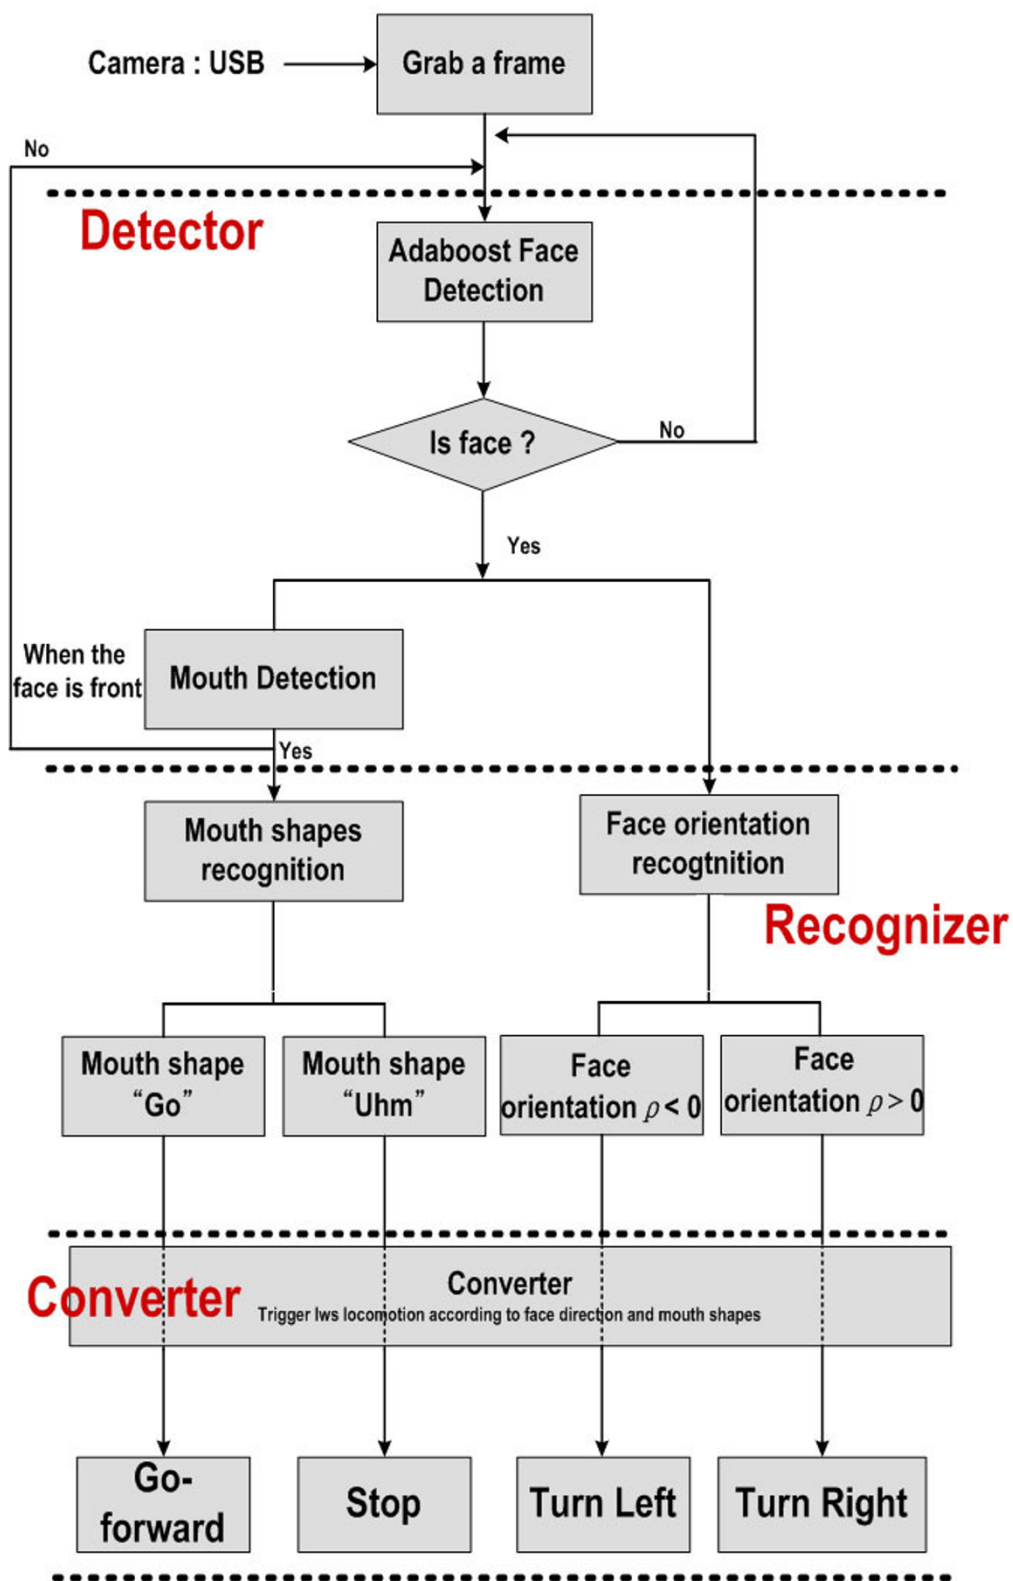 Camera : USB
Grab a frame
No
Detector
Adaboost Face
Detection
Is face ?
No
Yes
When the
face is front
Mouth Detection
Yes
Mouth shapes
recognition
Face orientation
recogtnition
Recognizer
Mouth shape
“Go”
Mouth shape
“Uhm”
Face
orientation ρ < 0
Face
orientation ρ > 0
Converter
Converter
Trigger Iws locomotion according to face direction and mouth shapes
Go-
forward
Stop
Turn Left
Turn Right